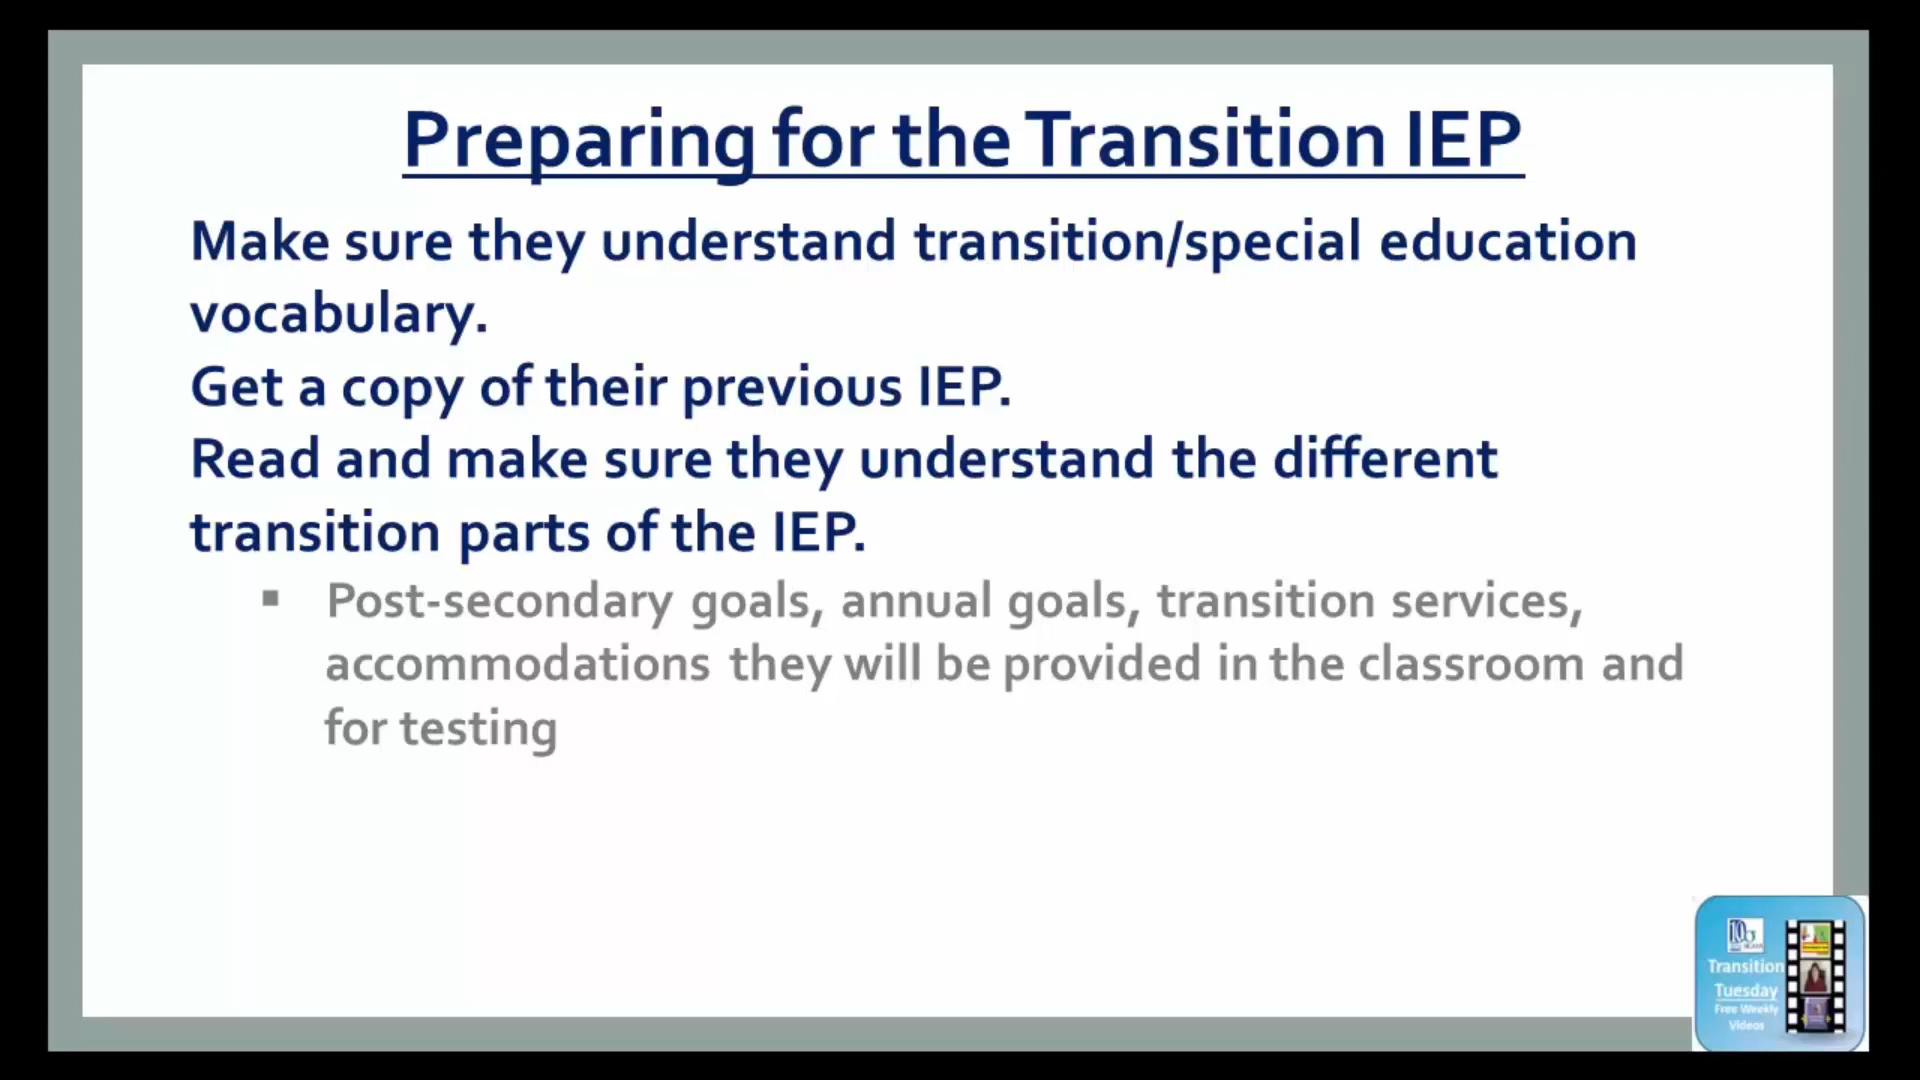 Preparing for the Transition IEP
Make sure they understand transition/special education
vocabulary.
Get a copy of their previous IEP.
Read and make sure they understand the different
transition parts of the IEP.
▪ Post-secondary goals, annual goals, transition services,
accommodations they will be provided in the classroom and
for testing
Transition
Tuesday
Free Weekly
Videos